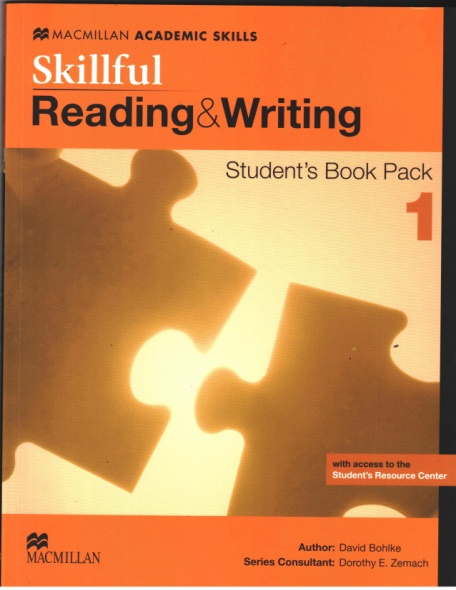 MACMILLAN ACADEMIC SKILLS
Skillful
Reading&Writing
Student's Book Pack
1
with access to the
Student's Resource Center
MACMILLAN
Author: David Bohlke
Series Consultant: Dorothy E. Zemach